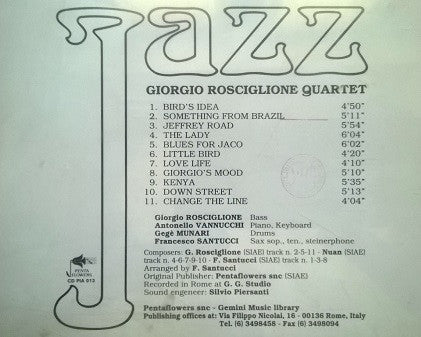 Jazz
GIORGIO ROSCIGLIONE QUARTET
1. BIRD'S IDEA 4'50"
2. SOMETHING FROM BRAZIL 5'11"
3. JEFFREY ROAD 5'54"
4. THE LADY 6'04"
5. BLUES FOR JACO 6'02"
6. LITTLE BIRD 4'20"
7. LOVE LIFE 4'10"
8. GIORGIO'S MOOD 5'10"
9. KENYA 5'35"
10. DOWN STREET 5'13"
11. CHANGE THE LINE 4'04"
Giorgio ROSCIGLIONE Bass
Antonello VANNUCCHI Piano, Keyboard
Gegè MUNARI Drums
Francesco SANTUCCI Sax sop., ten., steinerphone
Composers: G. Rosciglione (SIAE) track n. 2-5-11 - Nuan (SIAE)
track n. 4-6-7-9-10 - F. Santucci (SIAE) track n. 1-3-8
Arranged by F. Santucci
Original Publisher: Pentaflowers snc (SIAE)
Recorded in Rome at G. G. Studio
Sound engeneer: Silvio Piersanti
PENTA
FLOWERS
CD PIA 013
Pentaflowers snc - Gemini Music library
Publishing offices at: Via Filippo Nicolai, 16 - 00136 Rome, Italy
Tel. (6) 3498458 - Fax (6) 3498094